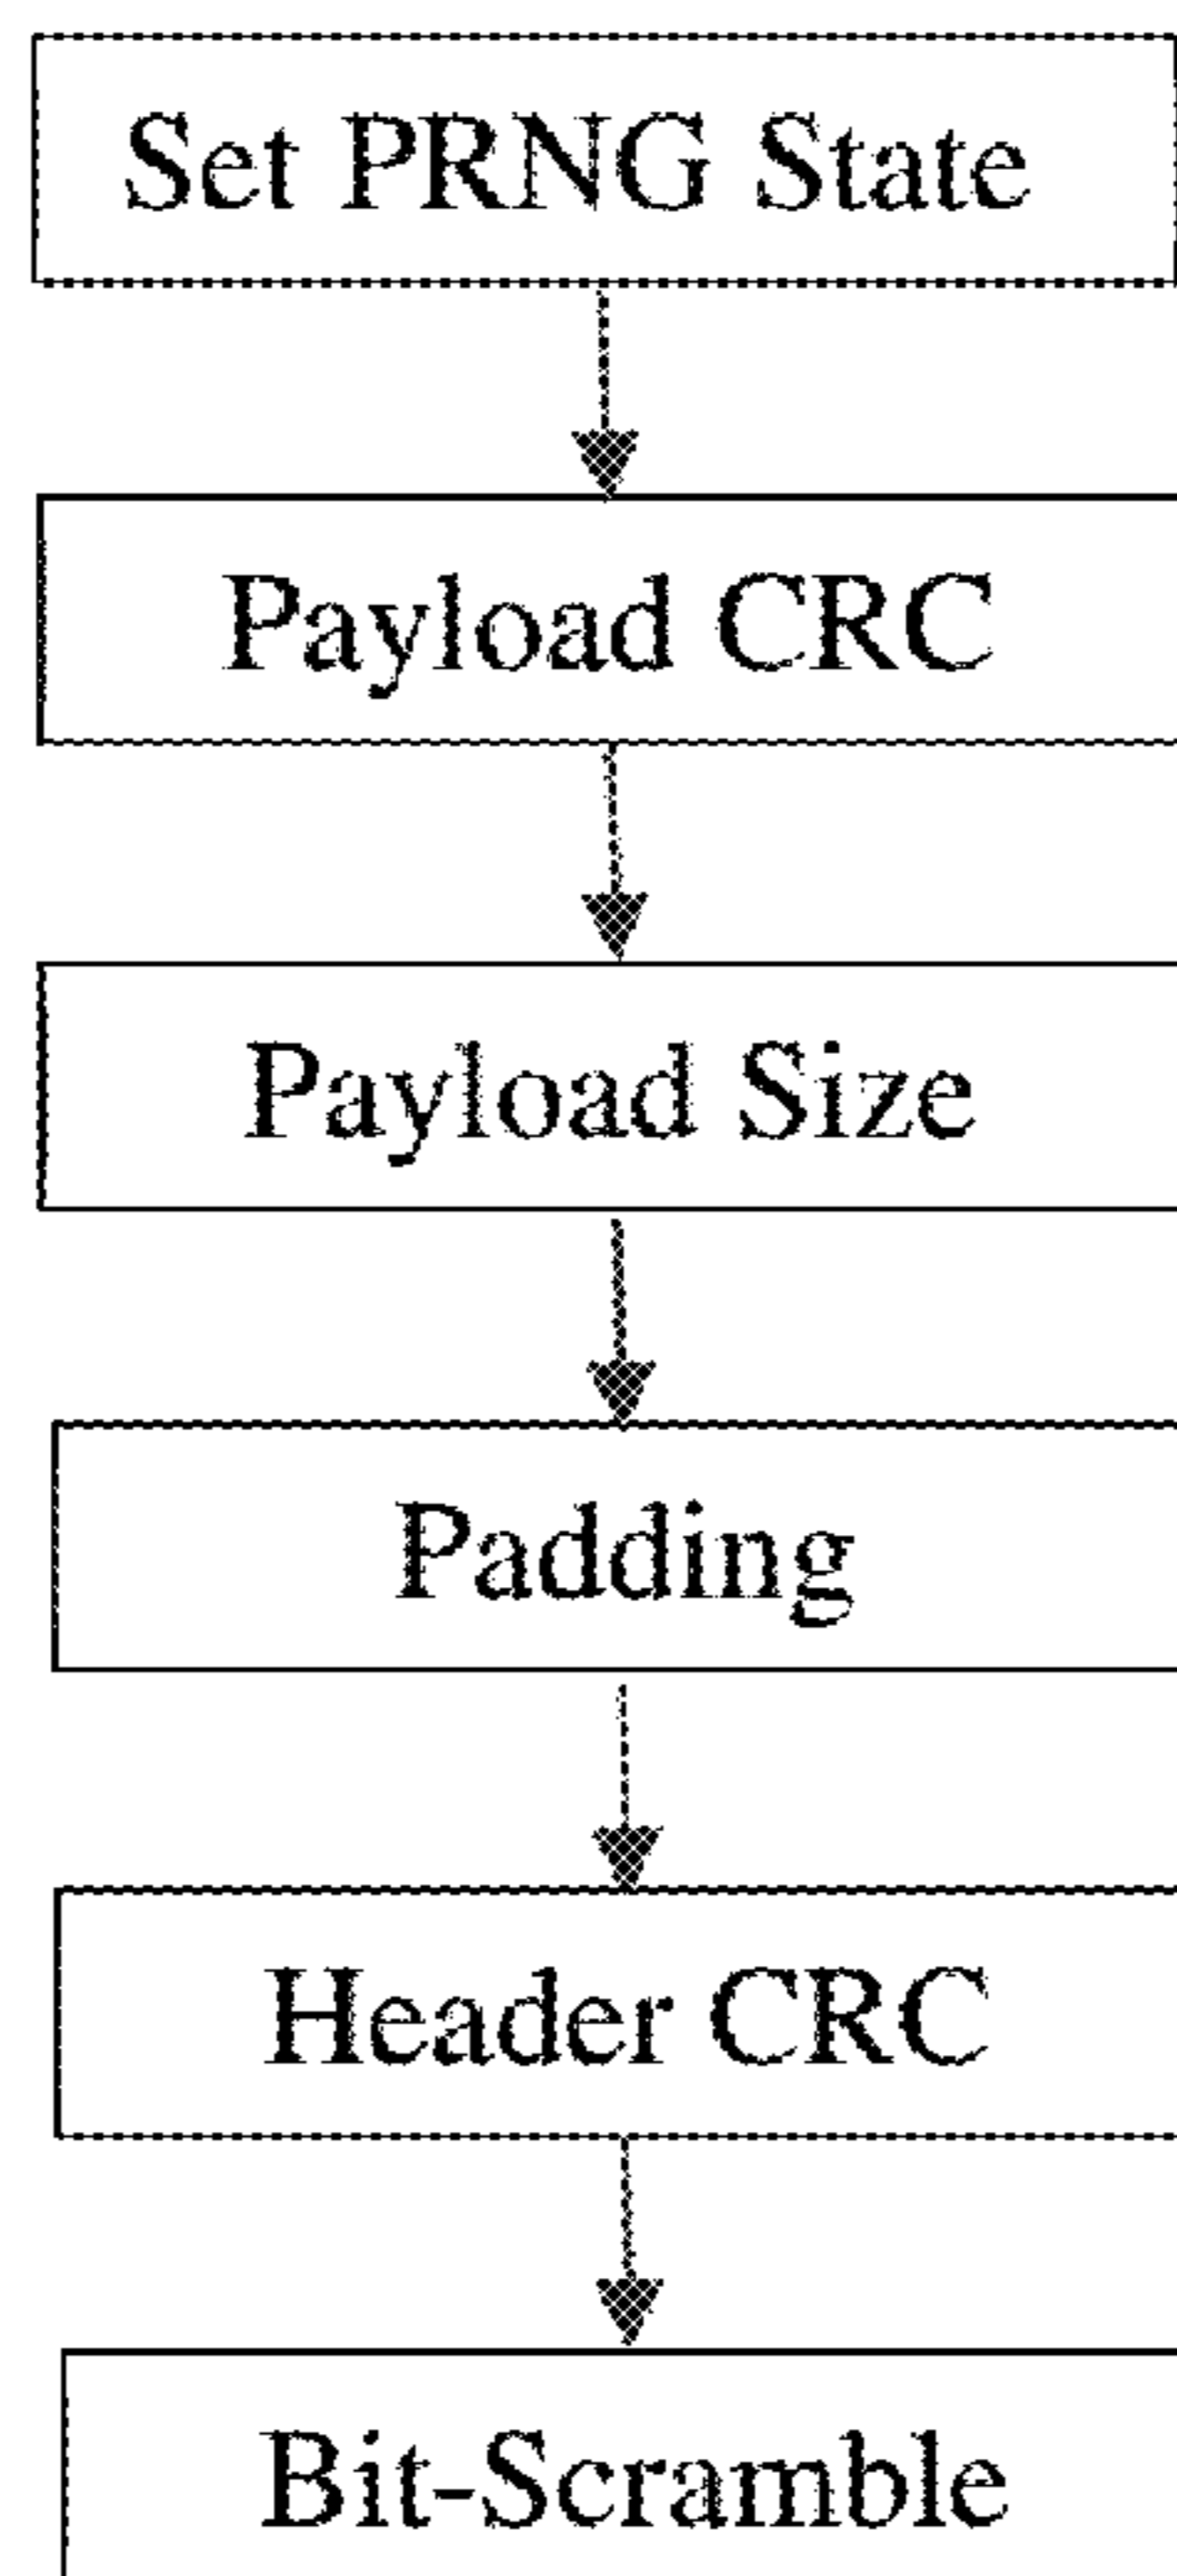 Set PRNG State
Payload CRC
Payload Size
Padding
Header CRC
Bit-Scramble